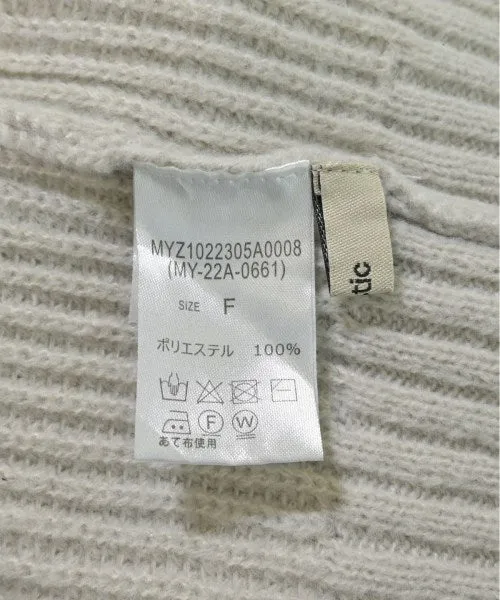 MYZ1022305A0008
(MY-22A-0661)
SIZE F
ポリエステル 100%
F W
あて布使用
tic